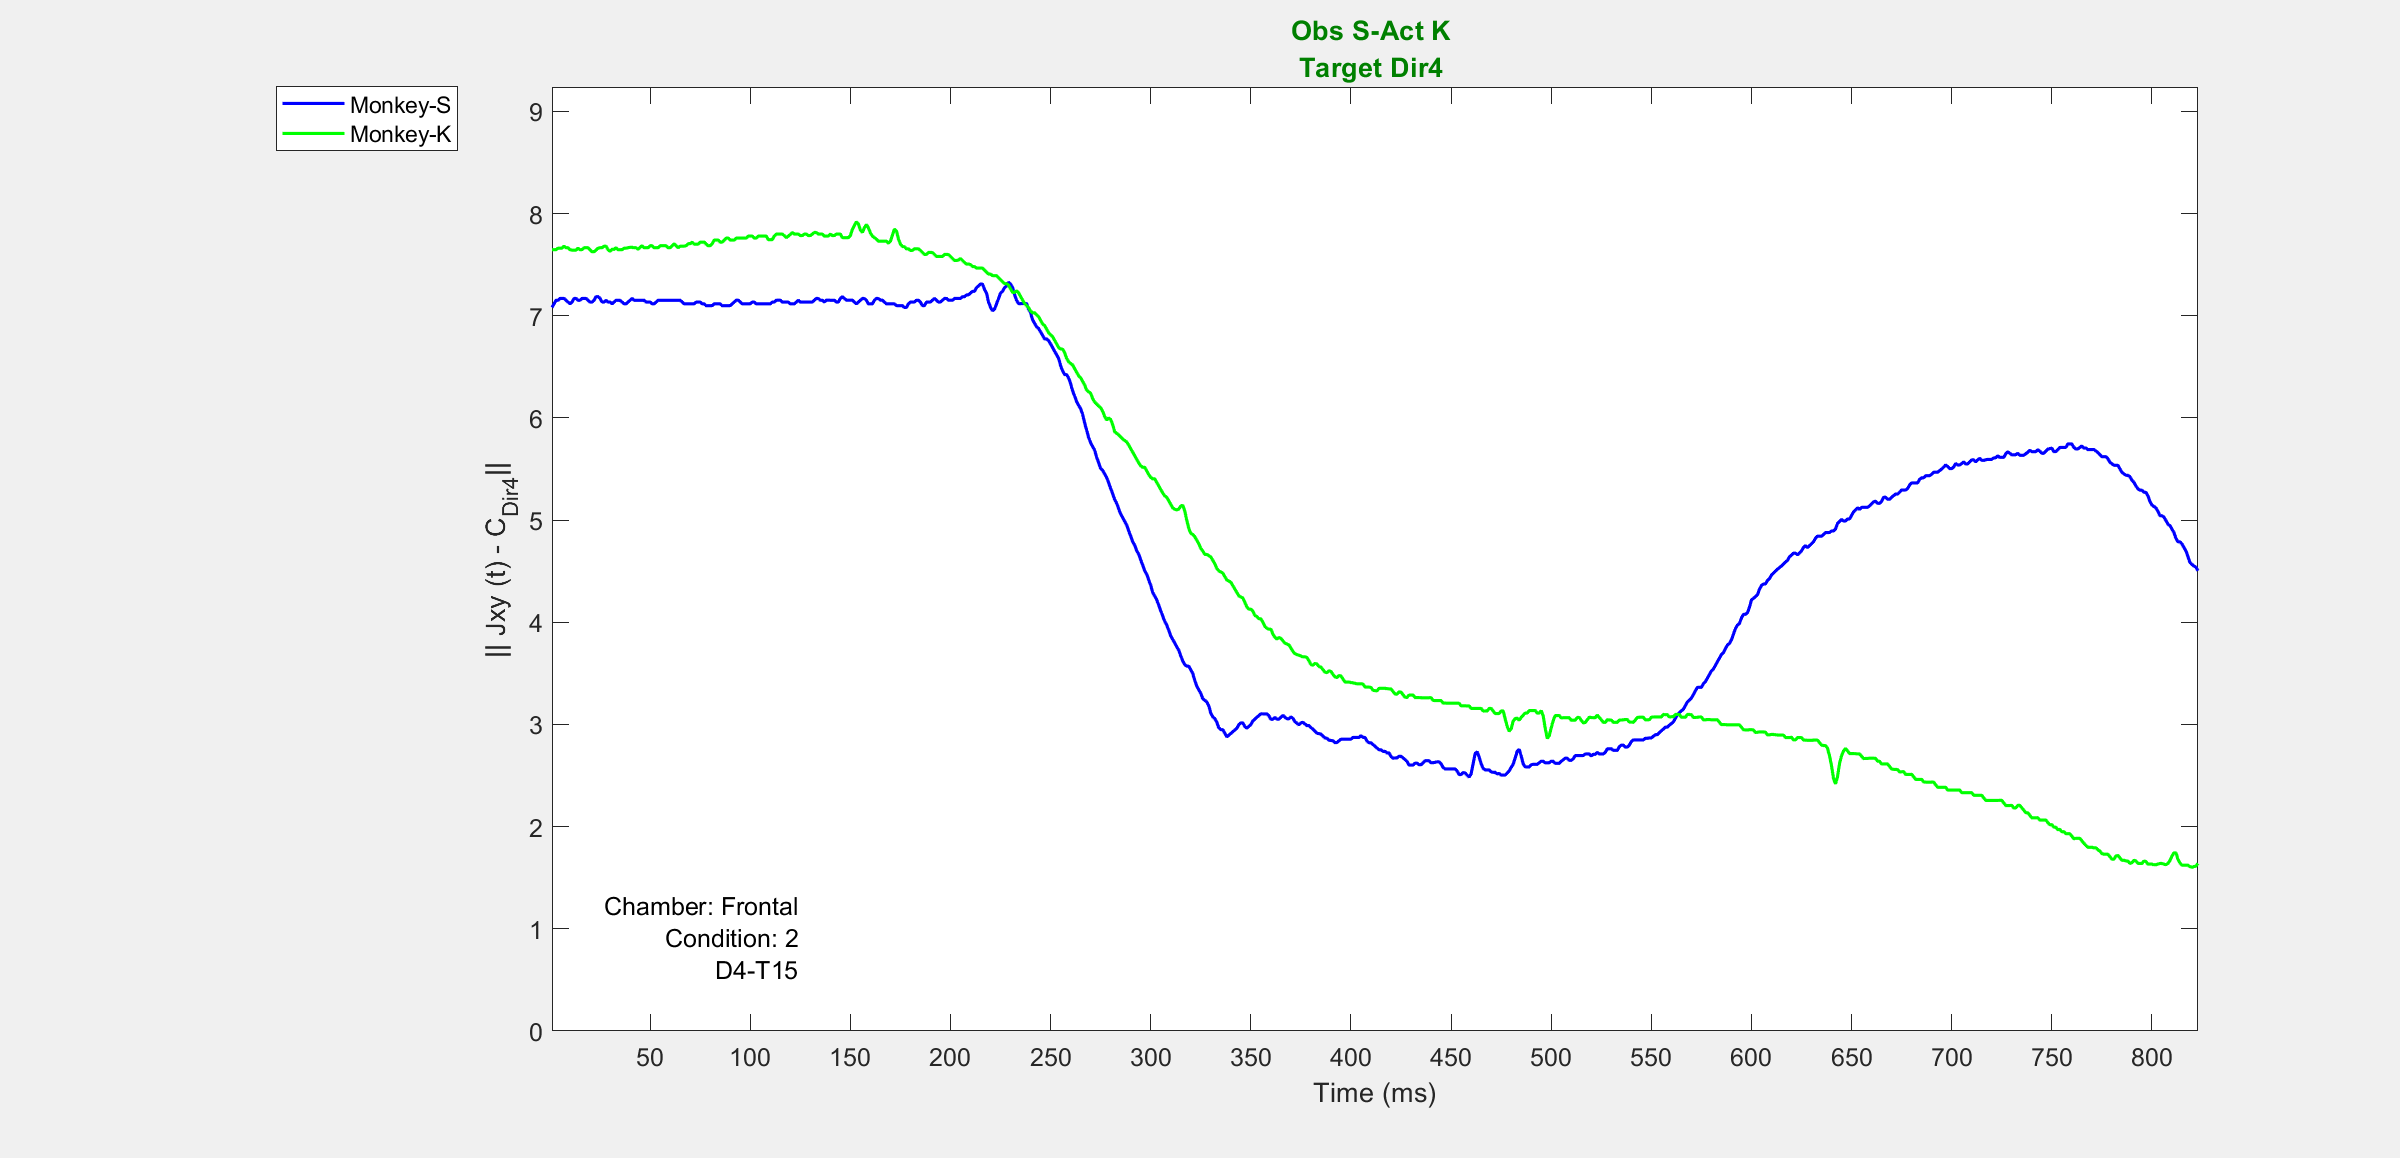 Obs S-Act K
Target Dir4
Monkey-S
Monkey-K
9
8
7
6
5
4
3
2
1
0
|| Jxy (t) - C_Dir4||
Chamber: Frontal
Condition: 2
D4-T15
50 100 150 200 250 300 350 400 450 500 550 600 650 700 750 800
Time (ms)